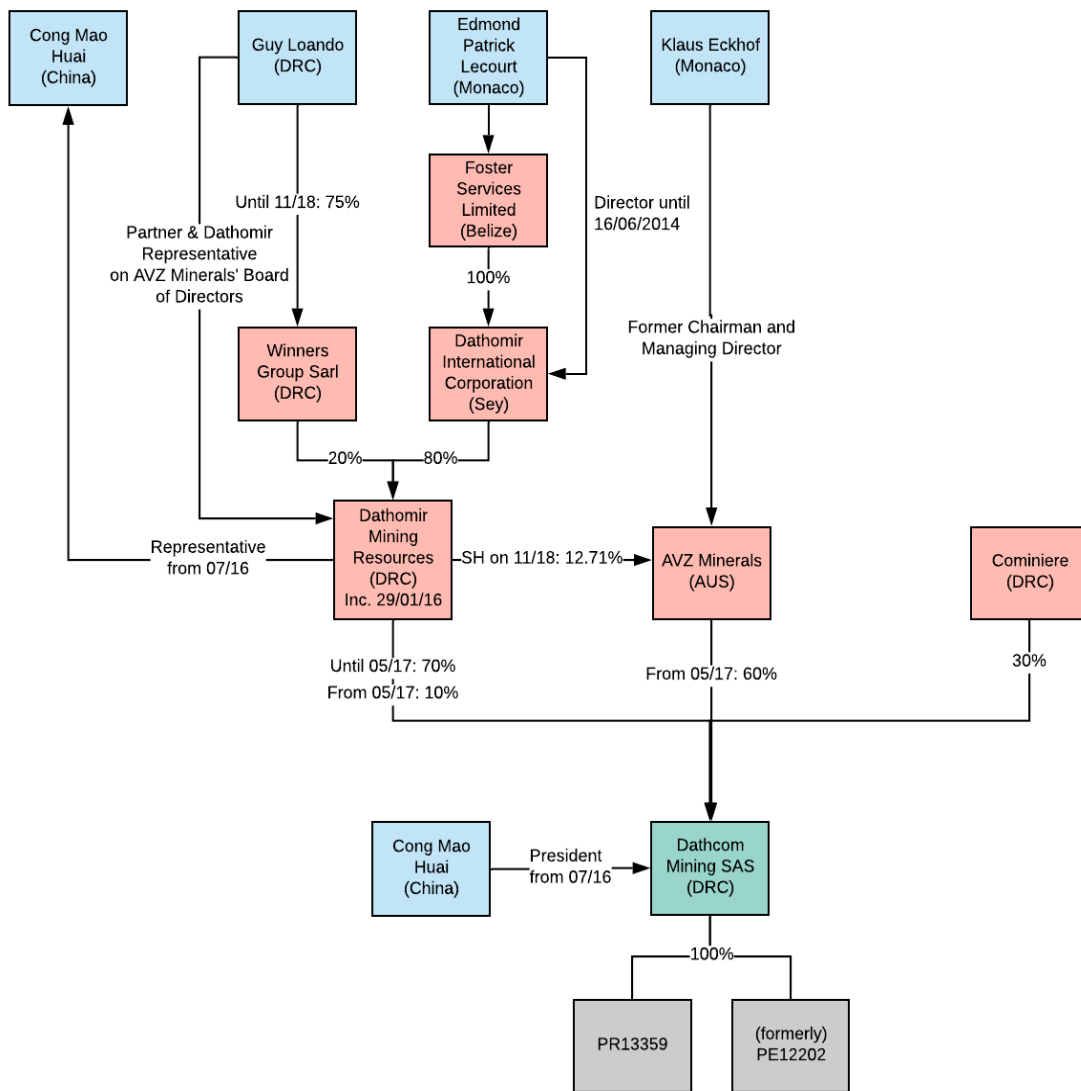 Cong Mao
Huai
(China)
Guy Loando
(DRC)
Edmond
Patrick
Lecourt
(Monaco)
Klaus Eckhof
(Monaco)
Foster
Services
Limited
(Belize)
Until 11/18: 75%
Director until
16/06/2014
Partner & Dathomir
Representative
on AVZ Minerals' Board
of Directors
100%
Former Chairman and
Managing Director
Winners
Group Sarl
(DRC)
Dathomir
International
Corporation
(Sey)
20%
80%
Dathomir
Mining
Resources
(DRC)
Inc. 29/01/16
Representative
from 07/16
SH on 11/18: 12.71%
AVZ Minerals
(AUS)
Cominiere
(DRC)
Until 05/17: 70%
From 05/17: 10%
From 05/17: 60%
30%
Cong Mao
Huai
(China)
President
from 07/16
Dathcom
Mining SAS
(DRC)
100%
PR13359
(formerly)
PE12202